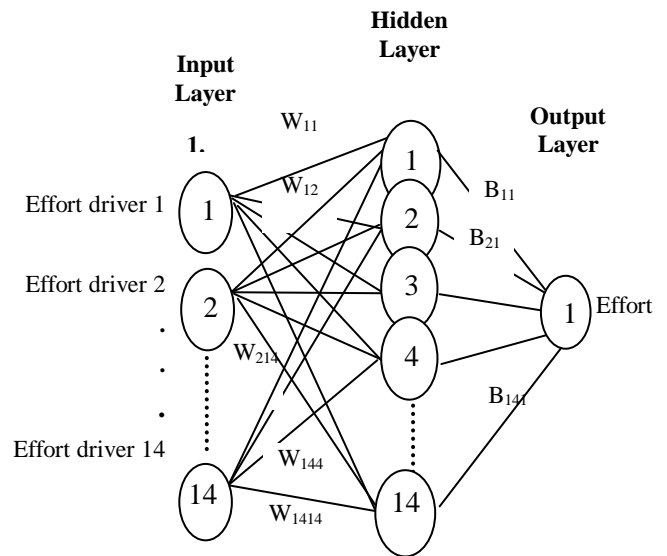 Hidden
Layer
Input
Layer
1.
Output
Layer
W₁₁
W₁₂
B₁₁
B₂₁
Effort driver 1
1
1
2
Effort driver 2
2
3
1
Effort
.
.
.
W₂₁₄
4
B₁₄₁
Effort driver 14
14
W₁₄₄
W₁₄₁₄
14